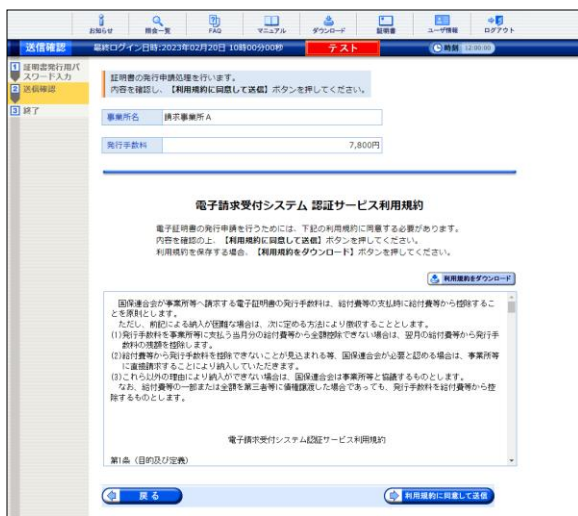 お知らせ 照会一覧 FAQ マニュアル ダウンロード 証明書 ユーザ情報 ログアウト
送信確認 最終ログイン日時:2023年02月20日 10時00分00秒 テスト 時刻 12:00:00
1 証明書発行用パ
スワード入力
2 送信確認
3 終了
証明書の発行申請処理を行います。
内容を確認し、【利用規約に同意して送信】ボタンを押してください。
事業所名 請求事業所A
発行手数料 7,800円
電子請求受付システム 認証サービス利用規約
電子証明書の発行申請を行うためには、下記の利用規約に同意する必要があります。
内容を確認の上、【利用規約に同意して送信】ボタンを押してください。
利用規約を保存する場合、【利用規約をダウンロード】ボタンを押してください。
利用規約をダウンロード
国保連合会が事業所等へ請求する電子証明書の発行手数料は、給付費等の支払時に給付費等から控除するこ
とを原則とします。
ただし、前記による納入が困難な場合は、次に定める方法により徴収することとします。
(1)発行手数料を事業所等に支払う当月分の給付費等から全額控除できない場合は、翌月の給付費等から発行手
数料の残額を控除します。
(2)給付費等から発行手数料を控除できないことが見込まれる等、国保連合会が必要と認める場合は、事業所等
に直接請求することにより納入していただきます。
(3)これら以外の理由により納入ができない場合は、国保連合会は事業所等と協議するものとします。
なお、給付費等の一部または全額を第三者等に債権譲渡した場合であっても、発行手数料を給付費等から控
除するものとします。
電子請求受付システム認証サービス利用規約
第1条（目的及び定義）
戻る 利用規約に同意して送信